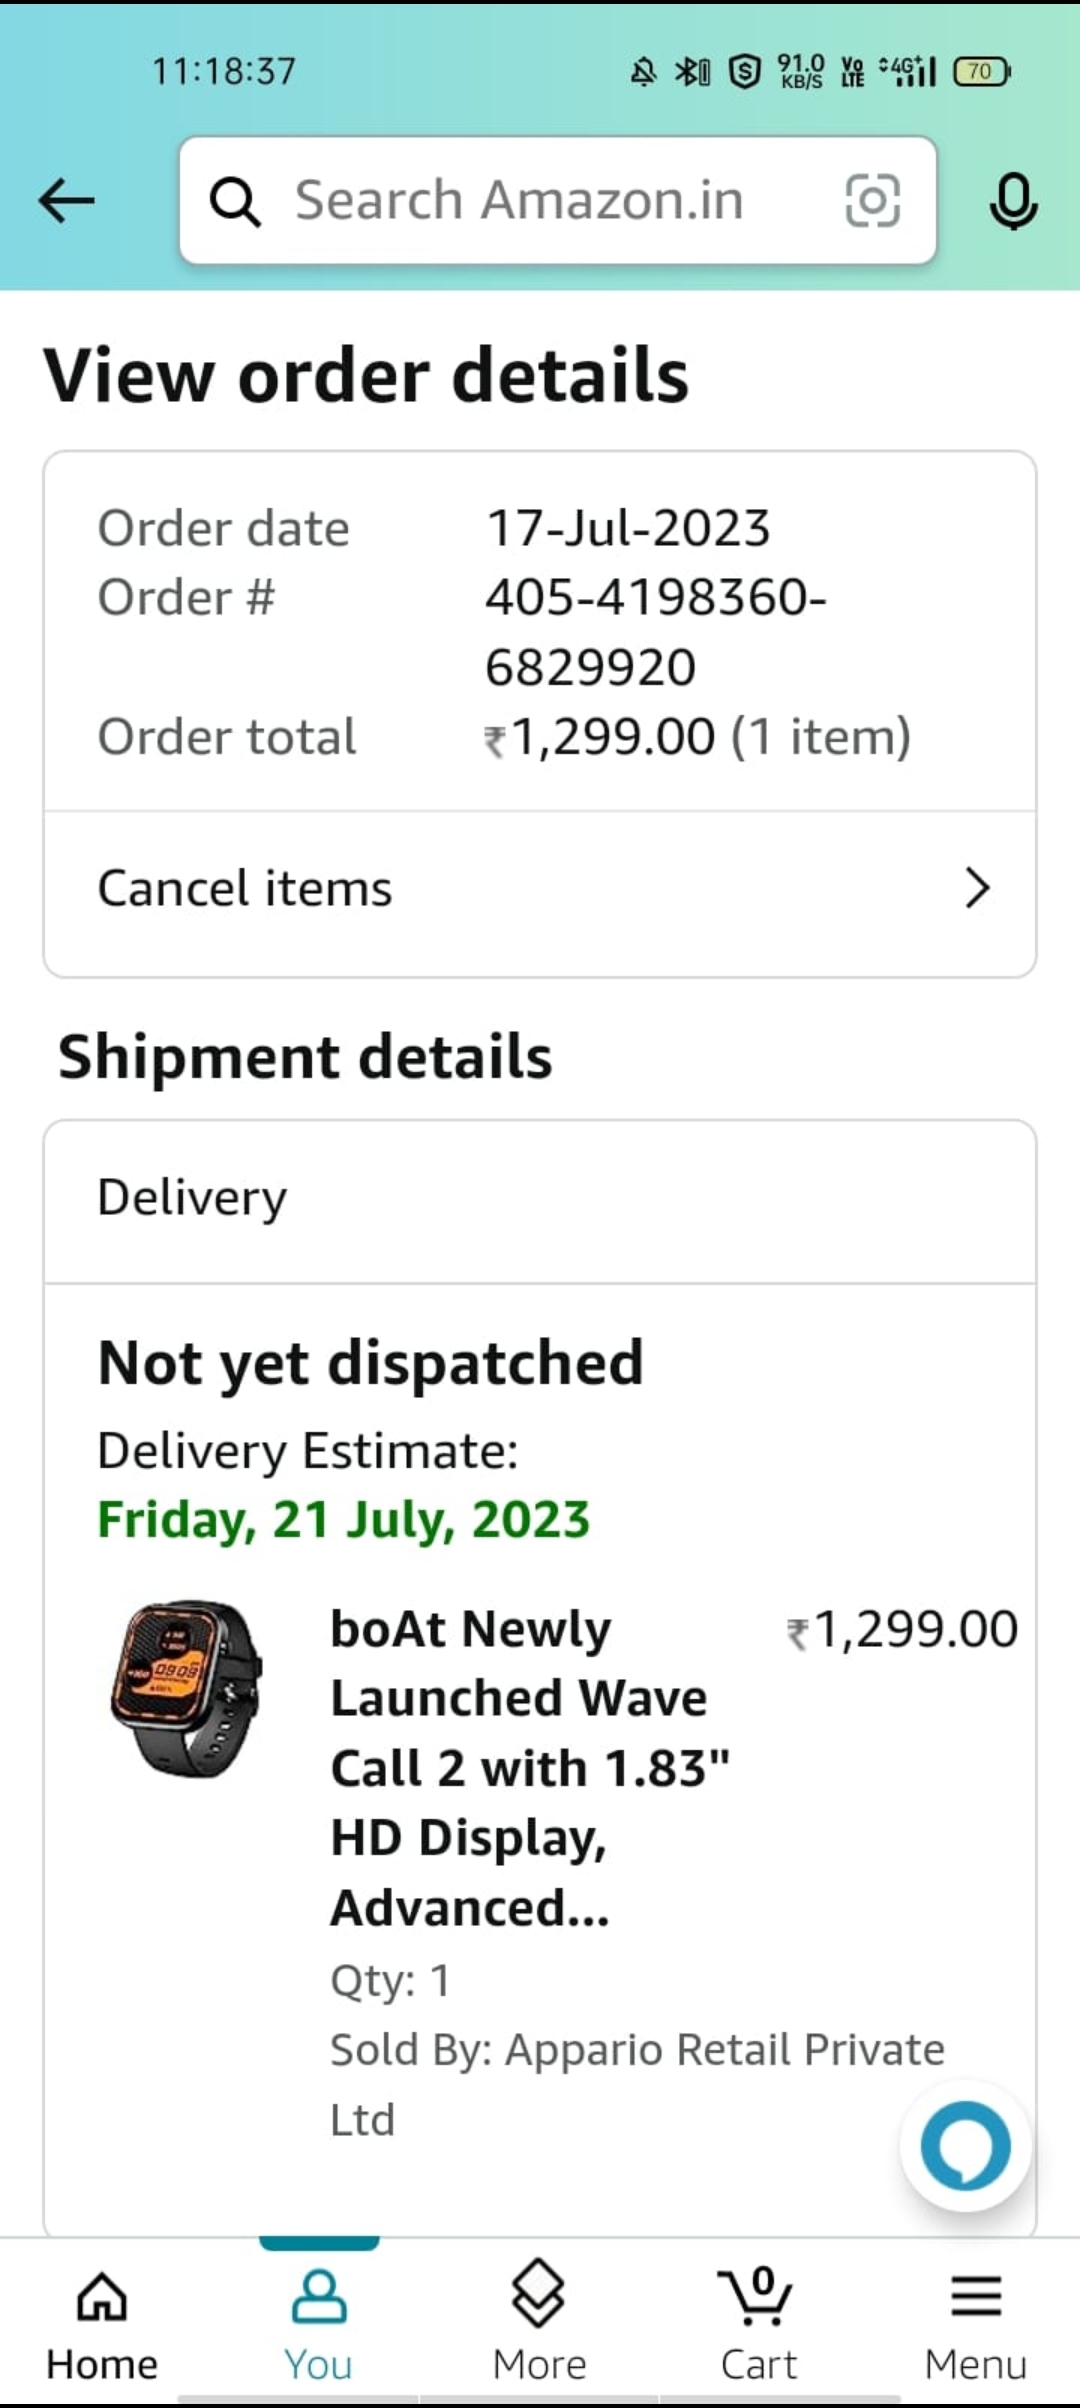 11:18:37 91.0 KB/S Vo LTE 4G+ 70
Search Amazon.in
View order details
Order date 17-Jul-2023
Order # 405-4198360-
6829920
Order total ₹1,299.00 (1 item)
Cancel items
Shipment details
Delivery
Not yet dispatched
Delivery Estimate:
Friday, 21 July, 2023
boAt Newly ₹1,299.00
Launched Wave
Call 2 with 1.83"
HD Display,
Advanced...
Qty: 1
Sold By: Appario Retail Private
Ltd
0
Home You More Cart Menu